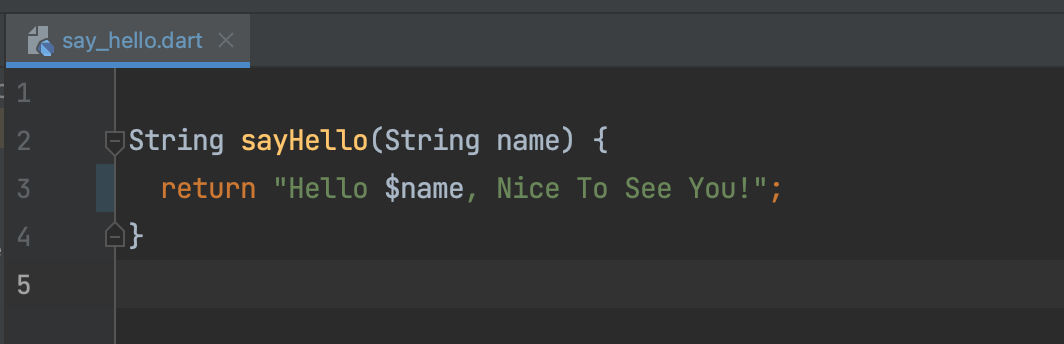 say_hello.dart
1
2 String sayHello(String name) {
3 return "Hello $name, Nice To See You!";
4 }
5